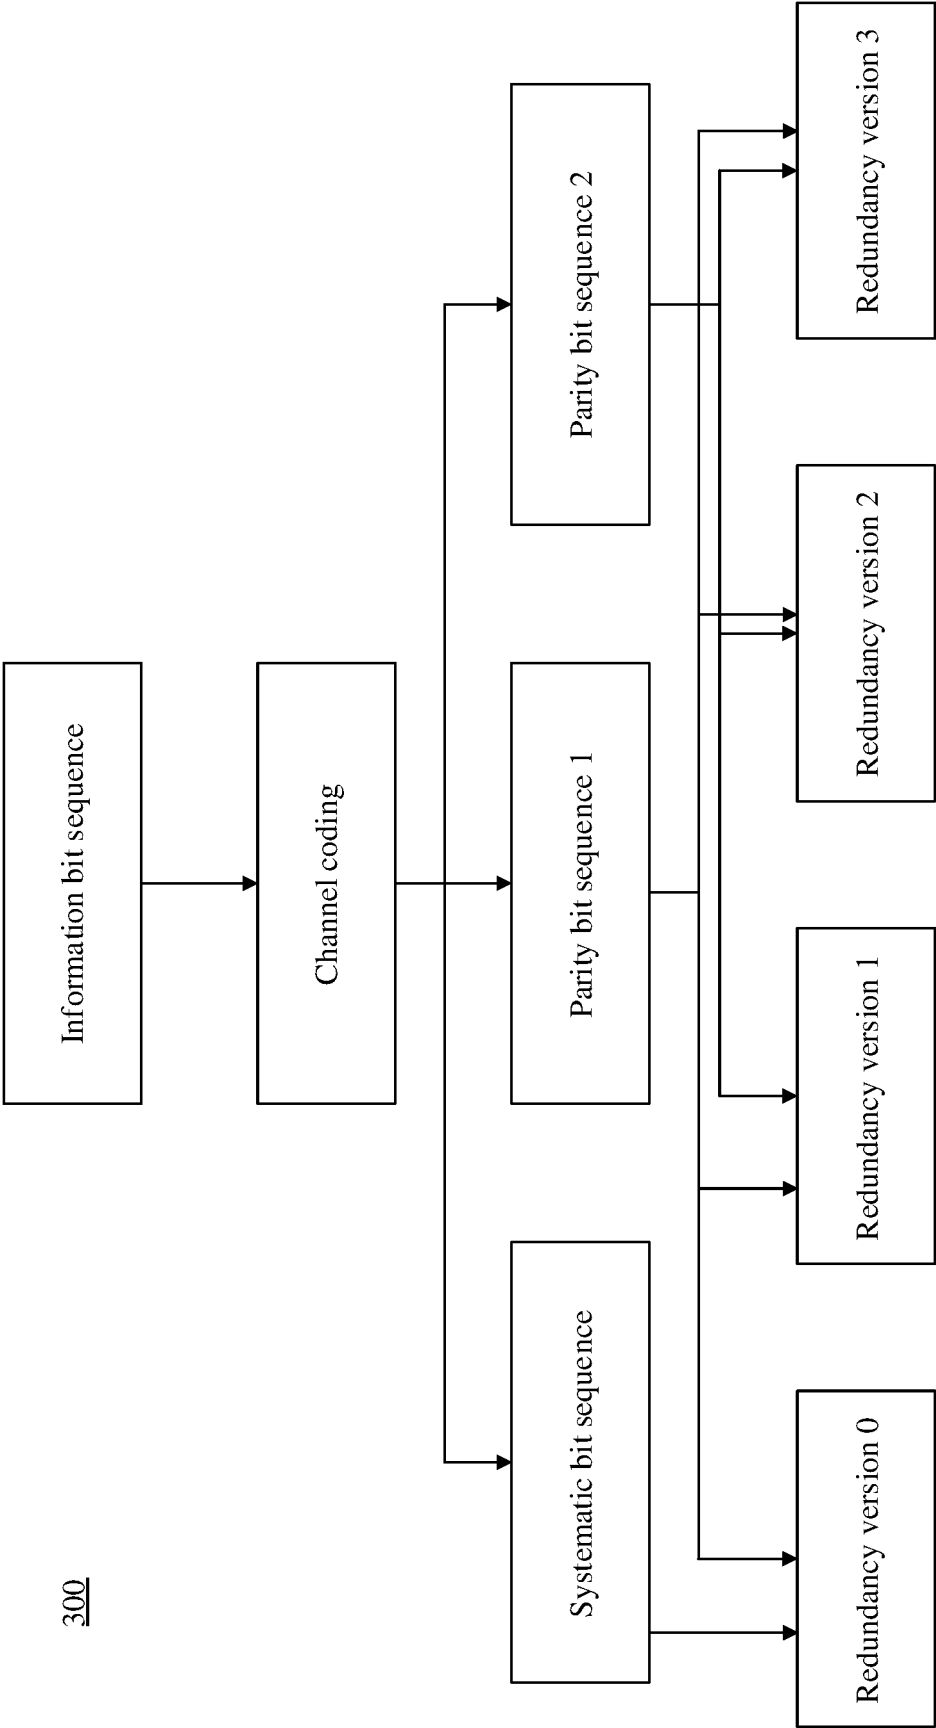 300
Information bit sequence
Channel coding
Systematic bit sequence
Parity bit sequence 1
Parity bit sequence 2
Redundancy version 0
Redundancy version 1
Redundancy version 2
Redundancy version 3